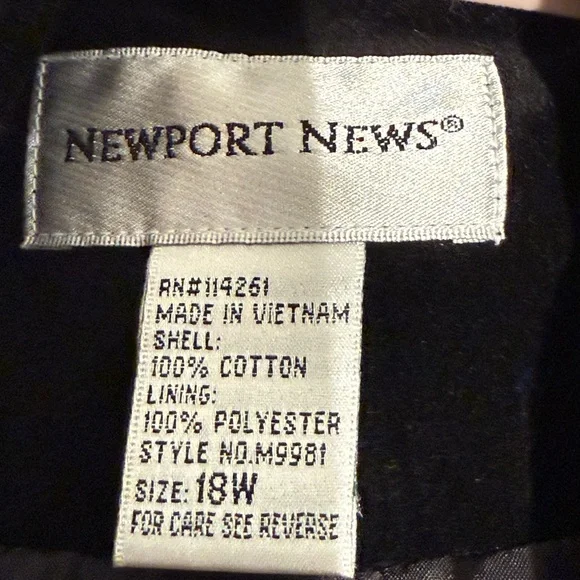 NEWPORT NEWS®
RN#114261
MADE IN VIETNAM
SHELL:
100% COTTON
LINING:
100% POLYESTER
STYLE NO.M9981
SIZE: 18W
FOR CARE SEE REVERSE